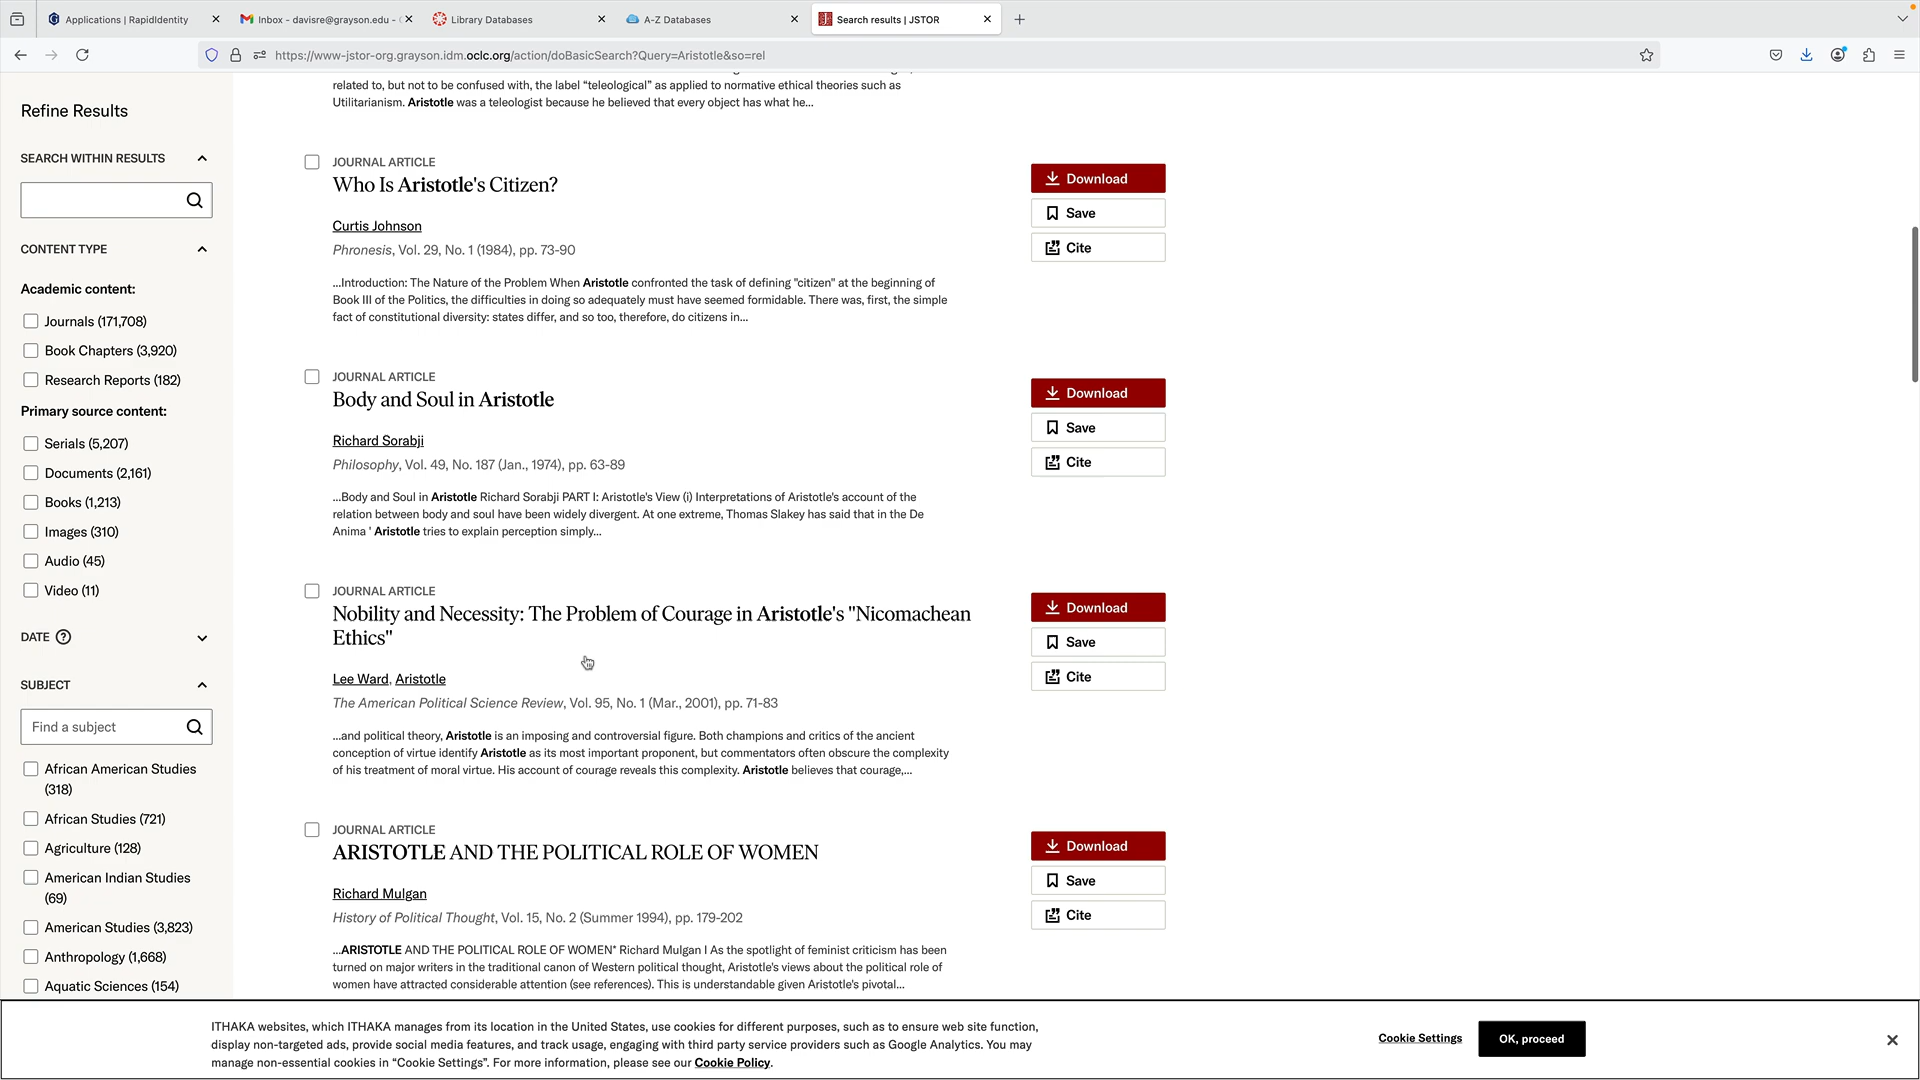 Applications | RapidIdentity
Inbox - davisre@grayson.edu -
Library Databases
A-Z Databases
Search results | JSTOR
https://www-jstor-org.grayson.idm.oclc.org/action/doBasicSearch?Query=Aristotle&so=rel
Refine Results
SEARCH WITHIN RESULTS
CONTENT TYPE
Academic content:
Journals (171,708)
Book Chapters (3,920)
Research Reports (182)
Primary source content:
Serials (5,207)
Documents (2,161)
Books (1,213)
Images (310)
Audio (45)
Video (11)
DATE ?
SUBJECT
Find a subject
African American Studies
(318)
African Studies (721)
Agriculture (128)
American Indian Studies
(69)
American Studies (3,823)
Anthropology (1,668)
Aquatic Sciences (154)
related to, but not to be confused with, the label “teleological” as applied to normative ethical theories such as
Utilitarianism. Aristotle was a teleologist because he believed that every object has what he...
JOURNAL ARTICLE
Who Is Aristotle's Citizen?
Curtis Johnson
Phronesis, Vol. 29, No. 1 (1984), pp. 73-90
...Introduction: The Nature of the Problem When Aristotle confronted the task of defining "citizen" at the beginning of
Book III of the Politics, the difficulties in doing so adequately must have seemed formidable. There was, first, the simple
fact of constitutional diversity: states differ, and so too, therefore, do citizens in...
Download
Save
Cite
JOURNAL ARTICLE
Body and Soul in Aristotle
Richard Sorabji
Philosophy, Vol. 49, No. 187 (Jan., 1974), pp. 63-89
...Body and Soul in Aristotle Richard Sorabji PART I: Aristotle's View (i) Interpretations of Aristotle's account of the
relation between body and soul have been widely divergent. At one extreme, Thomas Slakey has said that in the De
Anima ' Aristotle tries to explain perception simply...
Download
Save
Cite
JOURNAL ARTICLE
Nobility and Necessity: The Problem of Courage in Aristotle's "Nicomachean
Ethics"
Lee Ward, Aristotle
The American Political Science Review, Vol. 95, No. 1 (Mar., 2001), pp. 71-83
...and political theory, Aristotle is an imposing and controversial figure. Both champions and critics of the ancient
conception of virtue identify Aristotle as its most important proponent, but commentators often obscure the complexity
of his treatment of moral virtue. His account of courage reveals this complexity. Aristotle believes that courage,...
Download
Save
Cite
JOURNAL ARTICLE
ARISTOTLE AND THE POLITICAL ROLE OF WOMEN
Richard Mulgan
History of Political Thought, Vol. 15, No. 2 (Summer 1994), pp. 179-202
...ARISTOTLE AND THE POLITICAL ROLE OF WOMEN* Richard Mulgan I As the spotlight of feminist criticism has been
turned on major writers in the traditional canon of Western political thought, Aristotle's views about the political role of
women have attracted considerable attention (see references). This is understandable given Aristotle's pivotal...
Download
Save
Cite
ITHAKA websites, which ITHAKA manages from its location in the United States, use cookies for different purposes, such as to ensure web site function,
display non-targeted ads, provide social media features, and track usage, engaging with third party service providers such as Google Analytics. You may
manage non-essential cookies in “Cookie Settings”. For more information, please see our Cookie Policy.
Cookie Settings
OK, proceed